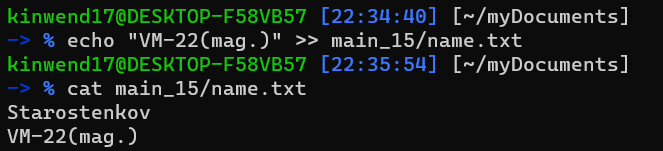 kinwend17@DESKTOP-F58VB57 [22:34:40] [~/myDocuments]
-> % echo "VM-22(mag.)" >> main_15/name.txt
kinwend17@DESKTOP-F58VB57 [22:35:54] [~/myDocuments]
-> % cat main_15/name.txt
Starostenkov
VM-22(mag.)